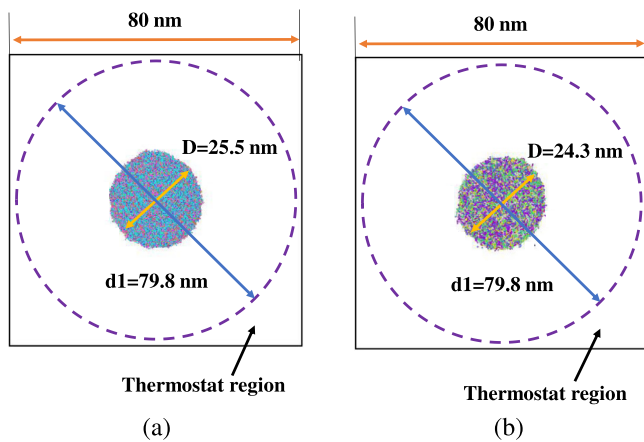 80 nm
D=25.5 nm
d1=79.8 nm
Thermostat region
(a)
80 nm
D=24.3 nm
d1=79.8 nm
Thermostat region
(b)